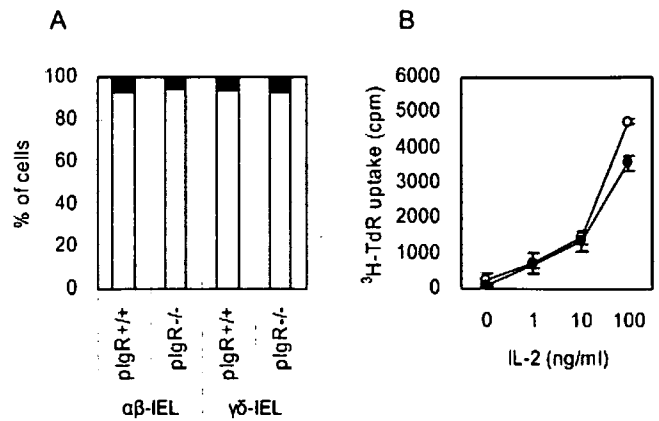 A
% of cells
100
80
60
40
20
0
pIgR+/+
pIgR-/-
pIgR+/+
pIgR-/-
αβ-IEL
γδ-IEL
B
³H-TdR uptake (cpm)
6000
5000
4000
3000
2000
1000
0
0
1
10
100
IL-2 (ng/ml)